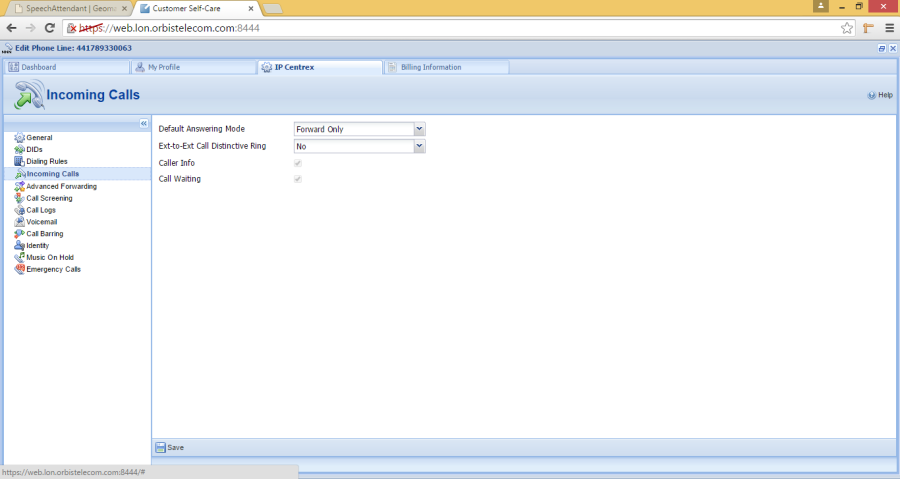 SpeechAttendant | Geom
Customer Self-Care
https://web.lon.orbistelecom.com:8444
Edit Phone Line: 441789330063
Dashboard
My Profile
IP Centrex
Billing Information
Incoming Calls
Help
General
DIDs
Dialing Rules
Incoming Calls
Advanced Forwarding
Call Screening
Call Logs
Voicemail
Call Barring
Identity
Music On Hold
Emergency Calls
Default Answering Mode
Forward Only
Ext-to-Ext Call Distinctive Ring
No
Caller Info
Call Waiting
Save
https://web.lon.orbistelecom.com:8444/#